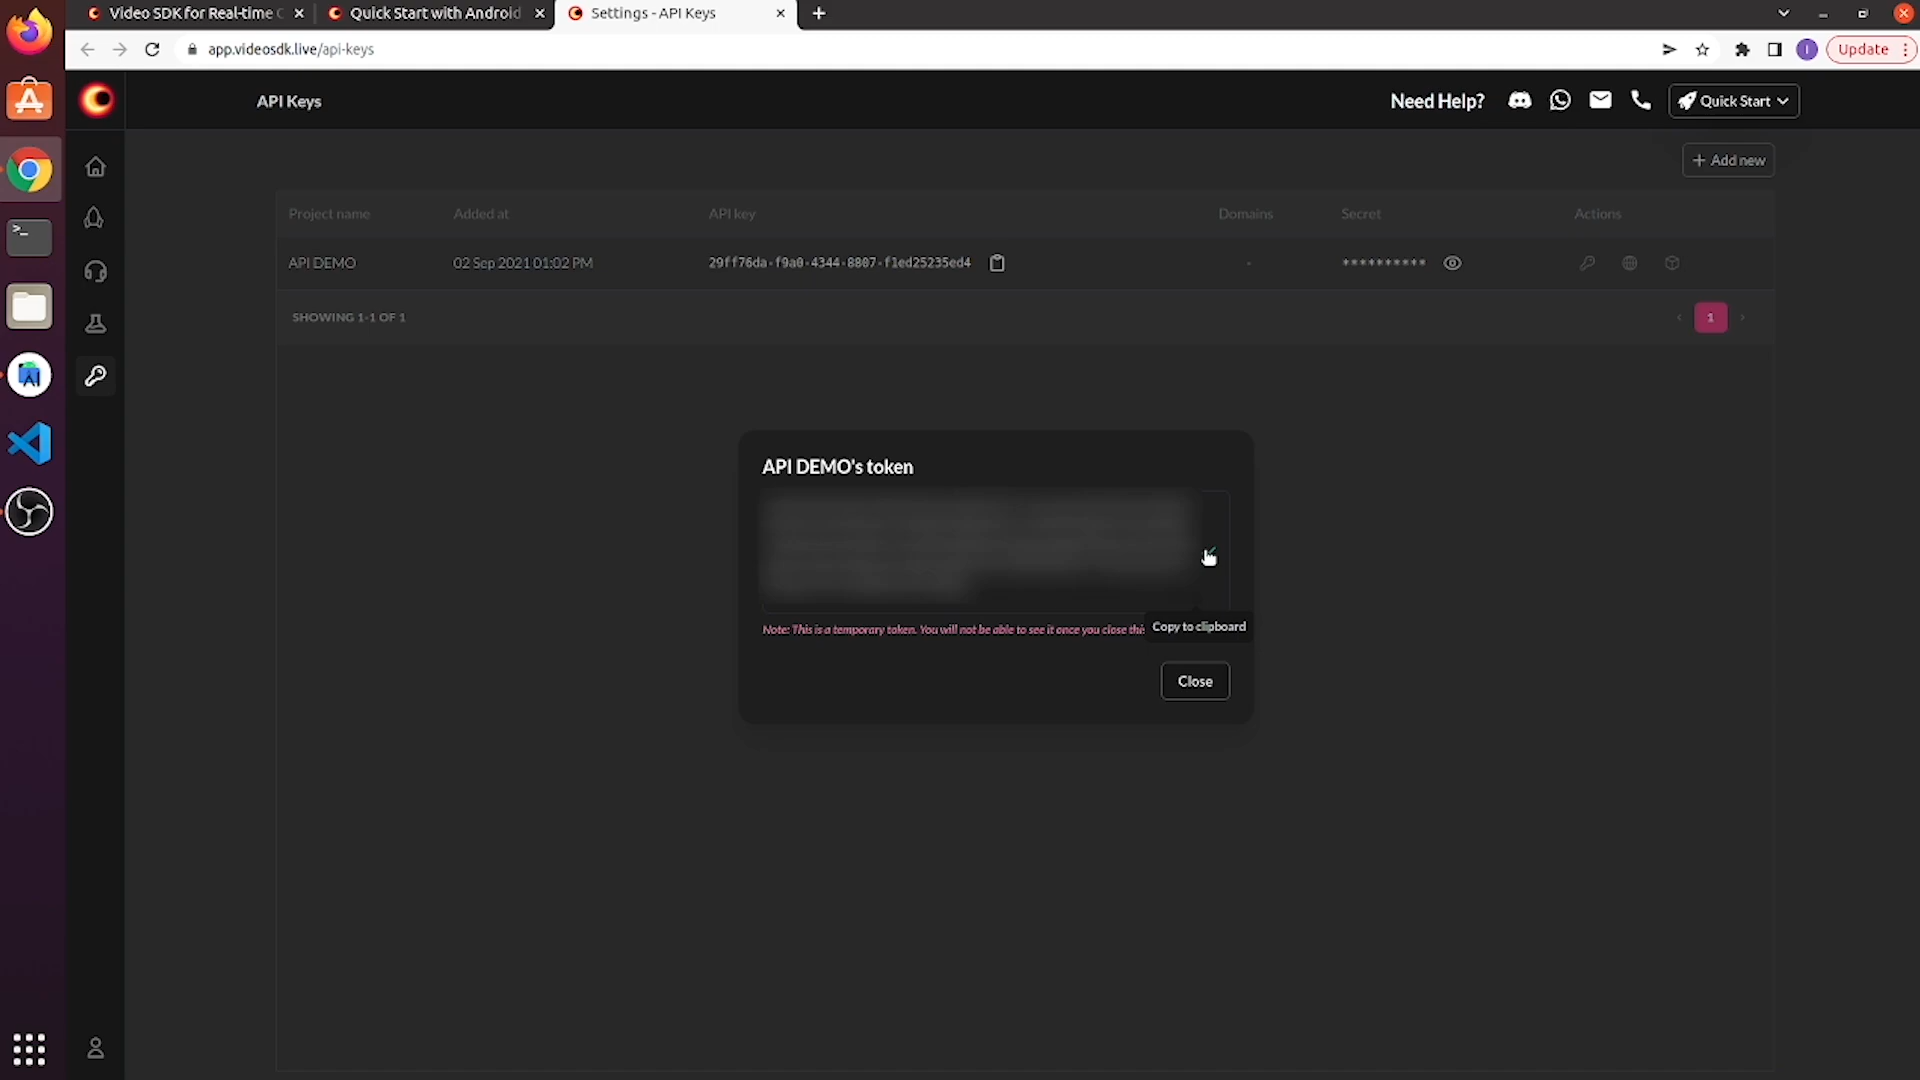 Video SDK for Real-time C
Quick Start with Android
Settings - API Keys
app.videosdk.live/api-keys
Update
API Keys
Need Help?
Quick Start
+ Add new
Project name Added at API key Domains Secret Actions
API DEMO 02 Sep 2021 01:02 PM 29ff76da-f9a0-4344-8807-f1ed25235ed4 - **********
SHOWING 1-1 OF 1
1
API DEMO's token
Note: This is a temporary token. You will not be able to see it once you close this
Copy to clipboard
Close